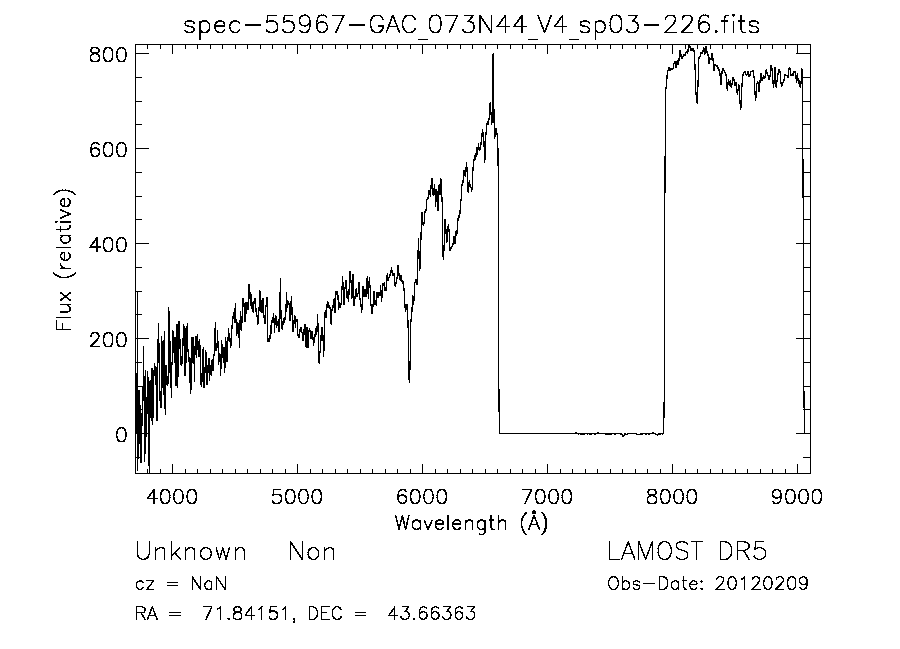 spec-55967-GAC_073N44_V4_sp03-226.fits
800
600
400
200
0
Flux (relative)
4000 5000 6000 7000 8000 9000
Wavelength (Å)
Unknown Non LAMOST DR5
cz = NaN Obs-Date: 20120209
RA = 71.84151, DEC = 43.66363